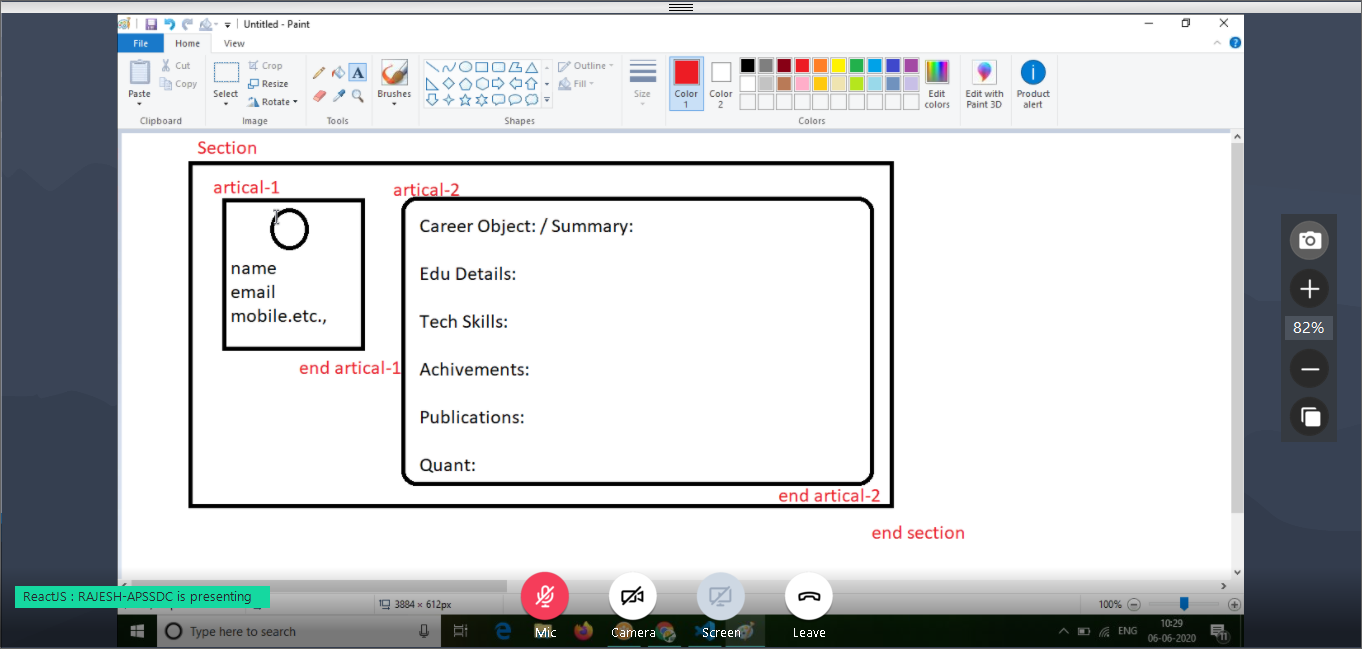 Untitled - Paint
File Home View
Paste
Cut
Copy
Clipboard
Select
Crop
Resize
Rotate
Image
A
Tools
Brushes
Outline
Fill
Shapes
Size
Color 1
Color 2
Edit colors
Colors
Edit with Paint 3D
Product alert
Section
artical-1
name
email
mobile.etc.,
end artical-1
artical-2
Career Object: / Summary:
Edu Details:
Tech Skills:
Achivements:
Publications:
Quant:
end artical-2
end section
82%
ReactJS : RAJESH-APSSDC is presenting
3884 × 612px
100%
Type here to search
Mic
Camera
Screen
Leave
ENG
10:29
06-06-2020
11